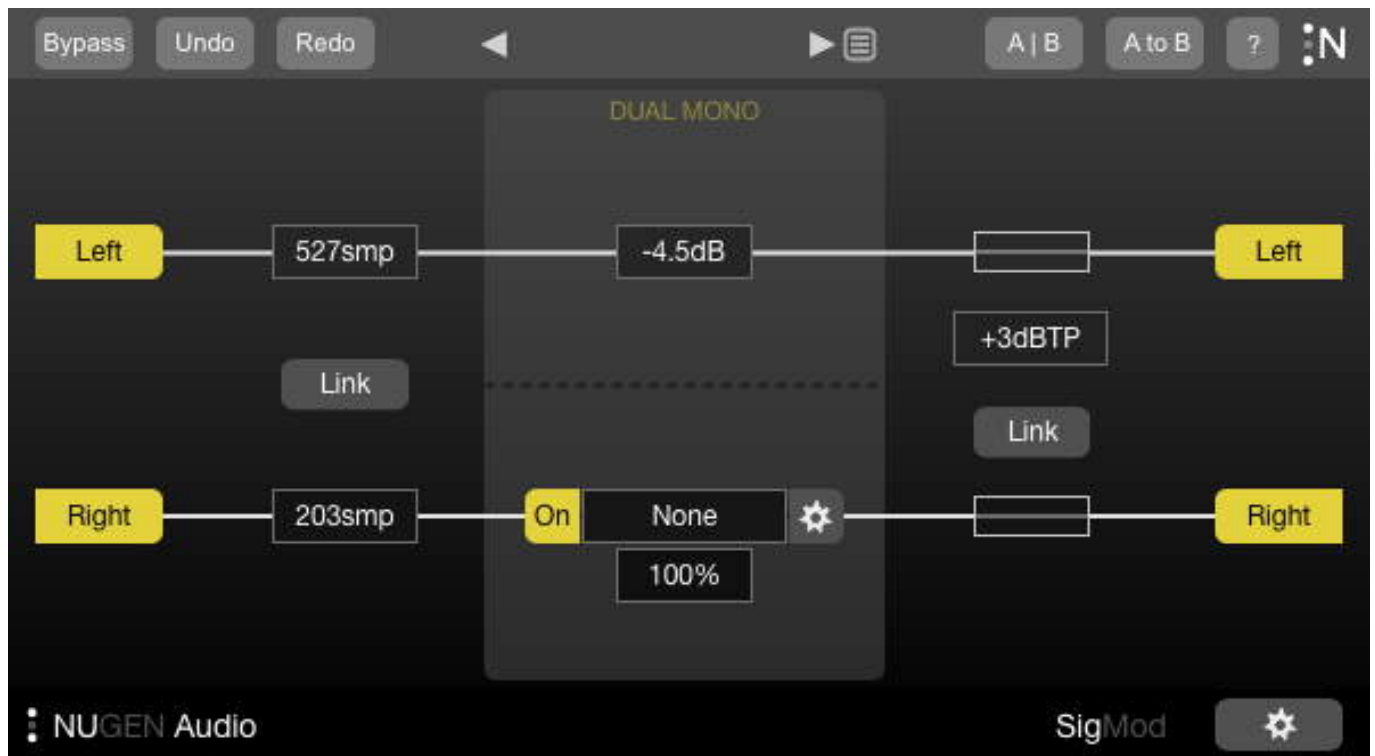 Bypass Undo Redo A | B A to B ? N
DUAL MONO
Left 527smp -4.5dB Left
+3dBTP
Link
Link
Right 203smp On None Right
100%
NUGEN Audio SigMod